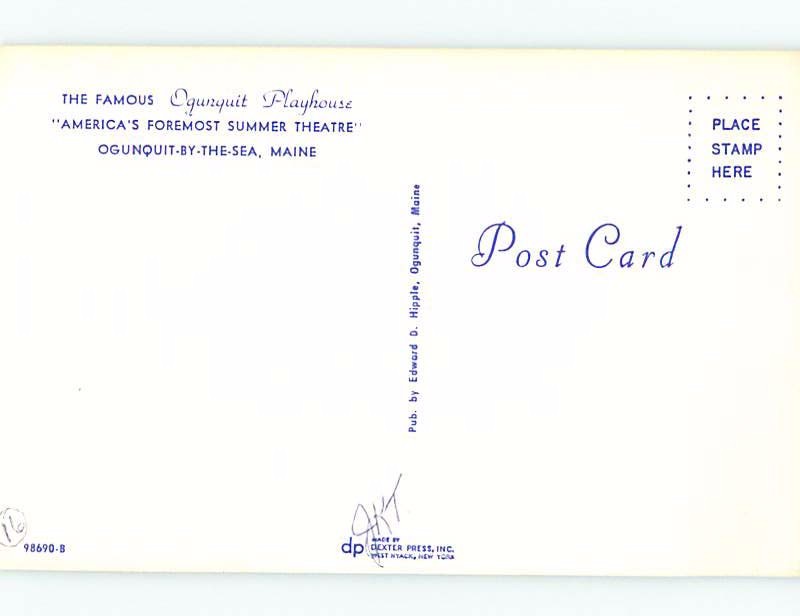 THE FAMOUS Ogunquit Playhouse
"AMERICA'S FOREMOST SUMMER THEATRE"
OGUNQUIT-BY-THE-SEA, MAINE
PLACE
STAMP
HERE
Post Card
Pub. by Edward D. Hipple, Ogunquit, Maine
16
98690-B
dp
MADE BY
DEXTER PRESS, INC.
WEST NYACK, NEW YORK